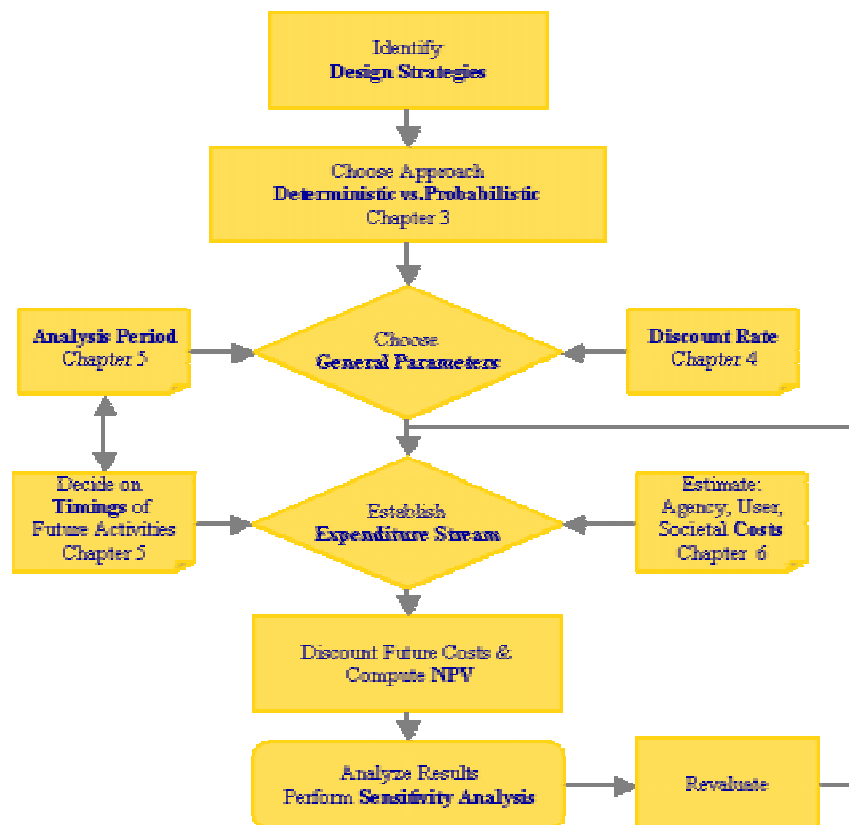 Identify
Design Strategies
Choose Approach
Deterministic vs.Probabilistic
Chapter 3
Analysis Period
Chapter 5
Choose
General Parameters
Discount Rate
Chapter 4
Decide on
Timings of
Future Activities
Chapter 5
Establish
Expenditure Stream
Estimate:
Agency, User,
Societal Costs
Chapter 6
Discount Future Costs &
Compute NPV
Analyze Results
Perform Sensitivity Analysis
Revaluate